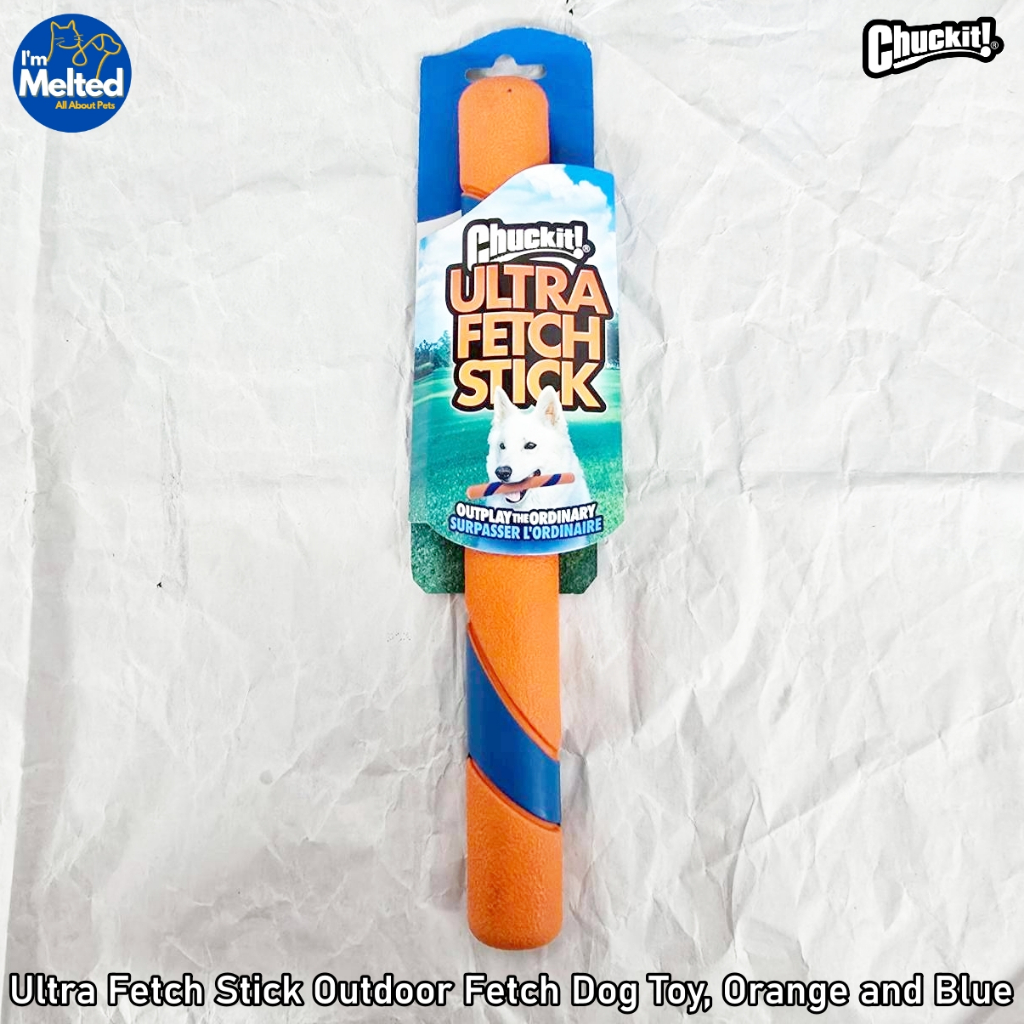 I'm
Melted
All About Pets
Chuckit!®
Chuckit!®
ULTRA
FETCH
STICK
OUTPLAY THE ORDINARY
SURPASSER L'ORDINAIRE
Ultra Fetch Stick Outdoor Fetch Dog Toy, Orange and Blue